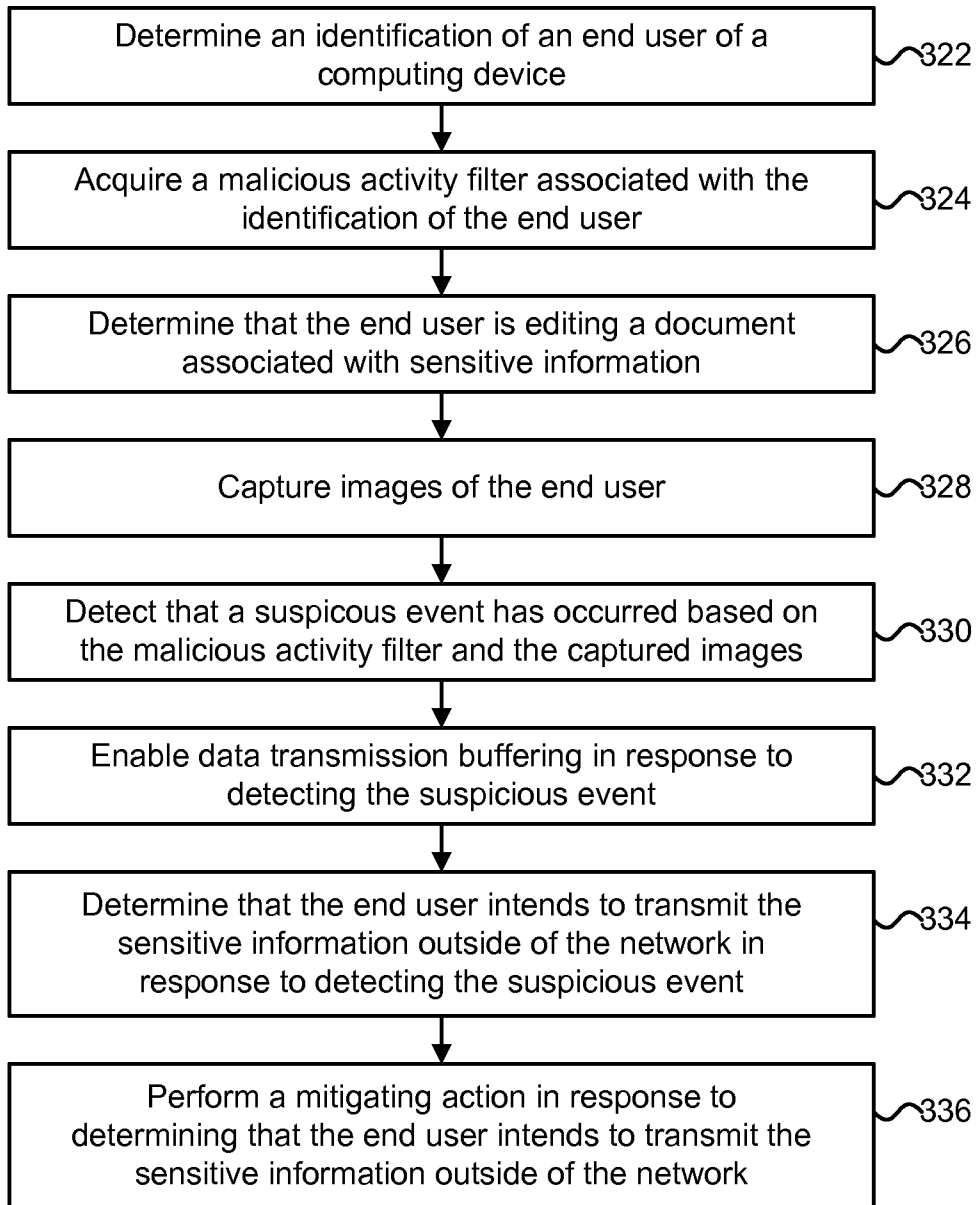 Determine an identification of an end user of a
computing device
322
Acquire a malicious activity filter associated with the
identification of the end user
324
Determine that the end user is editing a document
associated with sensitive information
326
Capture images of the end user
328
Detect that a suspicous event has occurred based on
the malicious activity filter and the captured images
330
Enable data transmission buffering in response to
detecting the suspicious event
332
Determine that the end user intends to transmit the
sensitive information outside of the network in
response to detecting the suspicious event
334
Perform a mitigating action in response to
determining that the end user intends to transmit the
sensitive information outside of the network
336